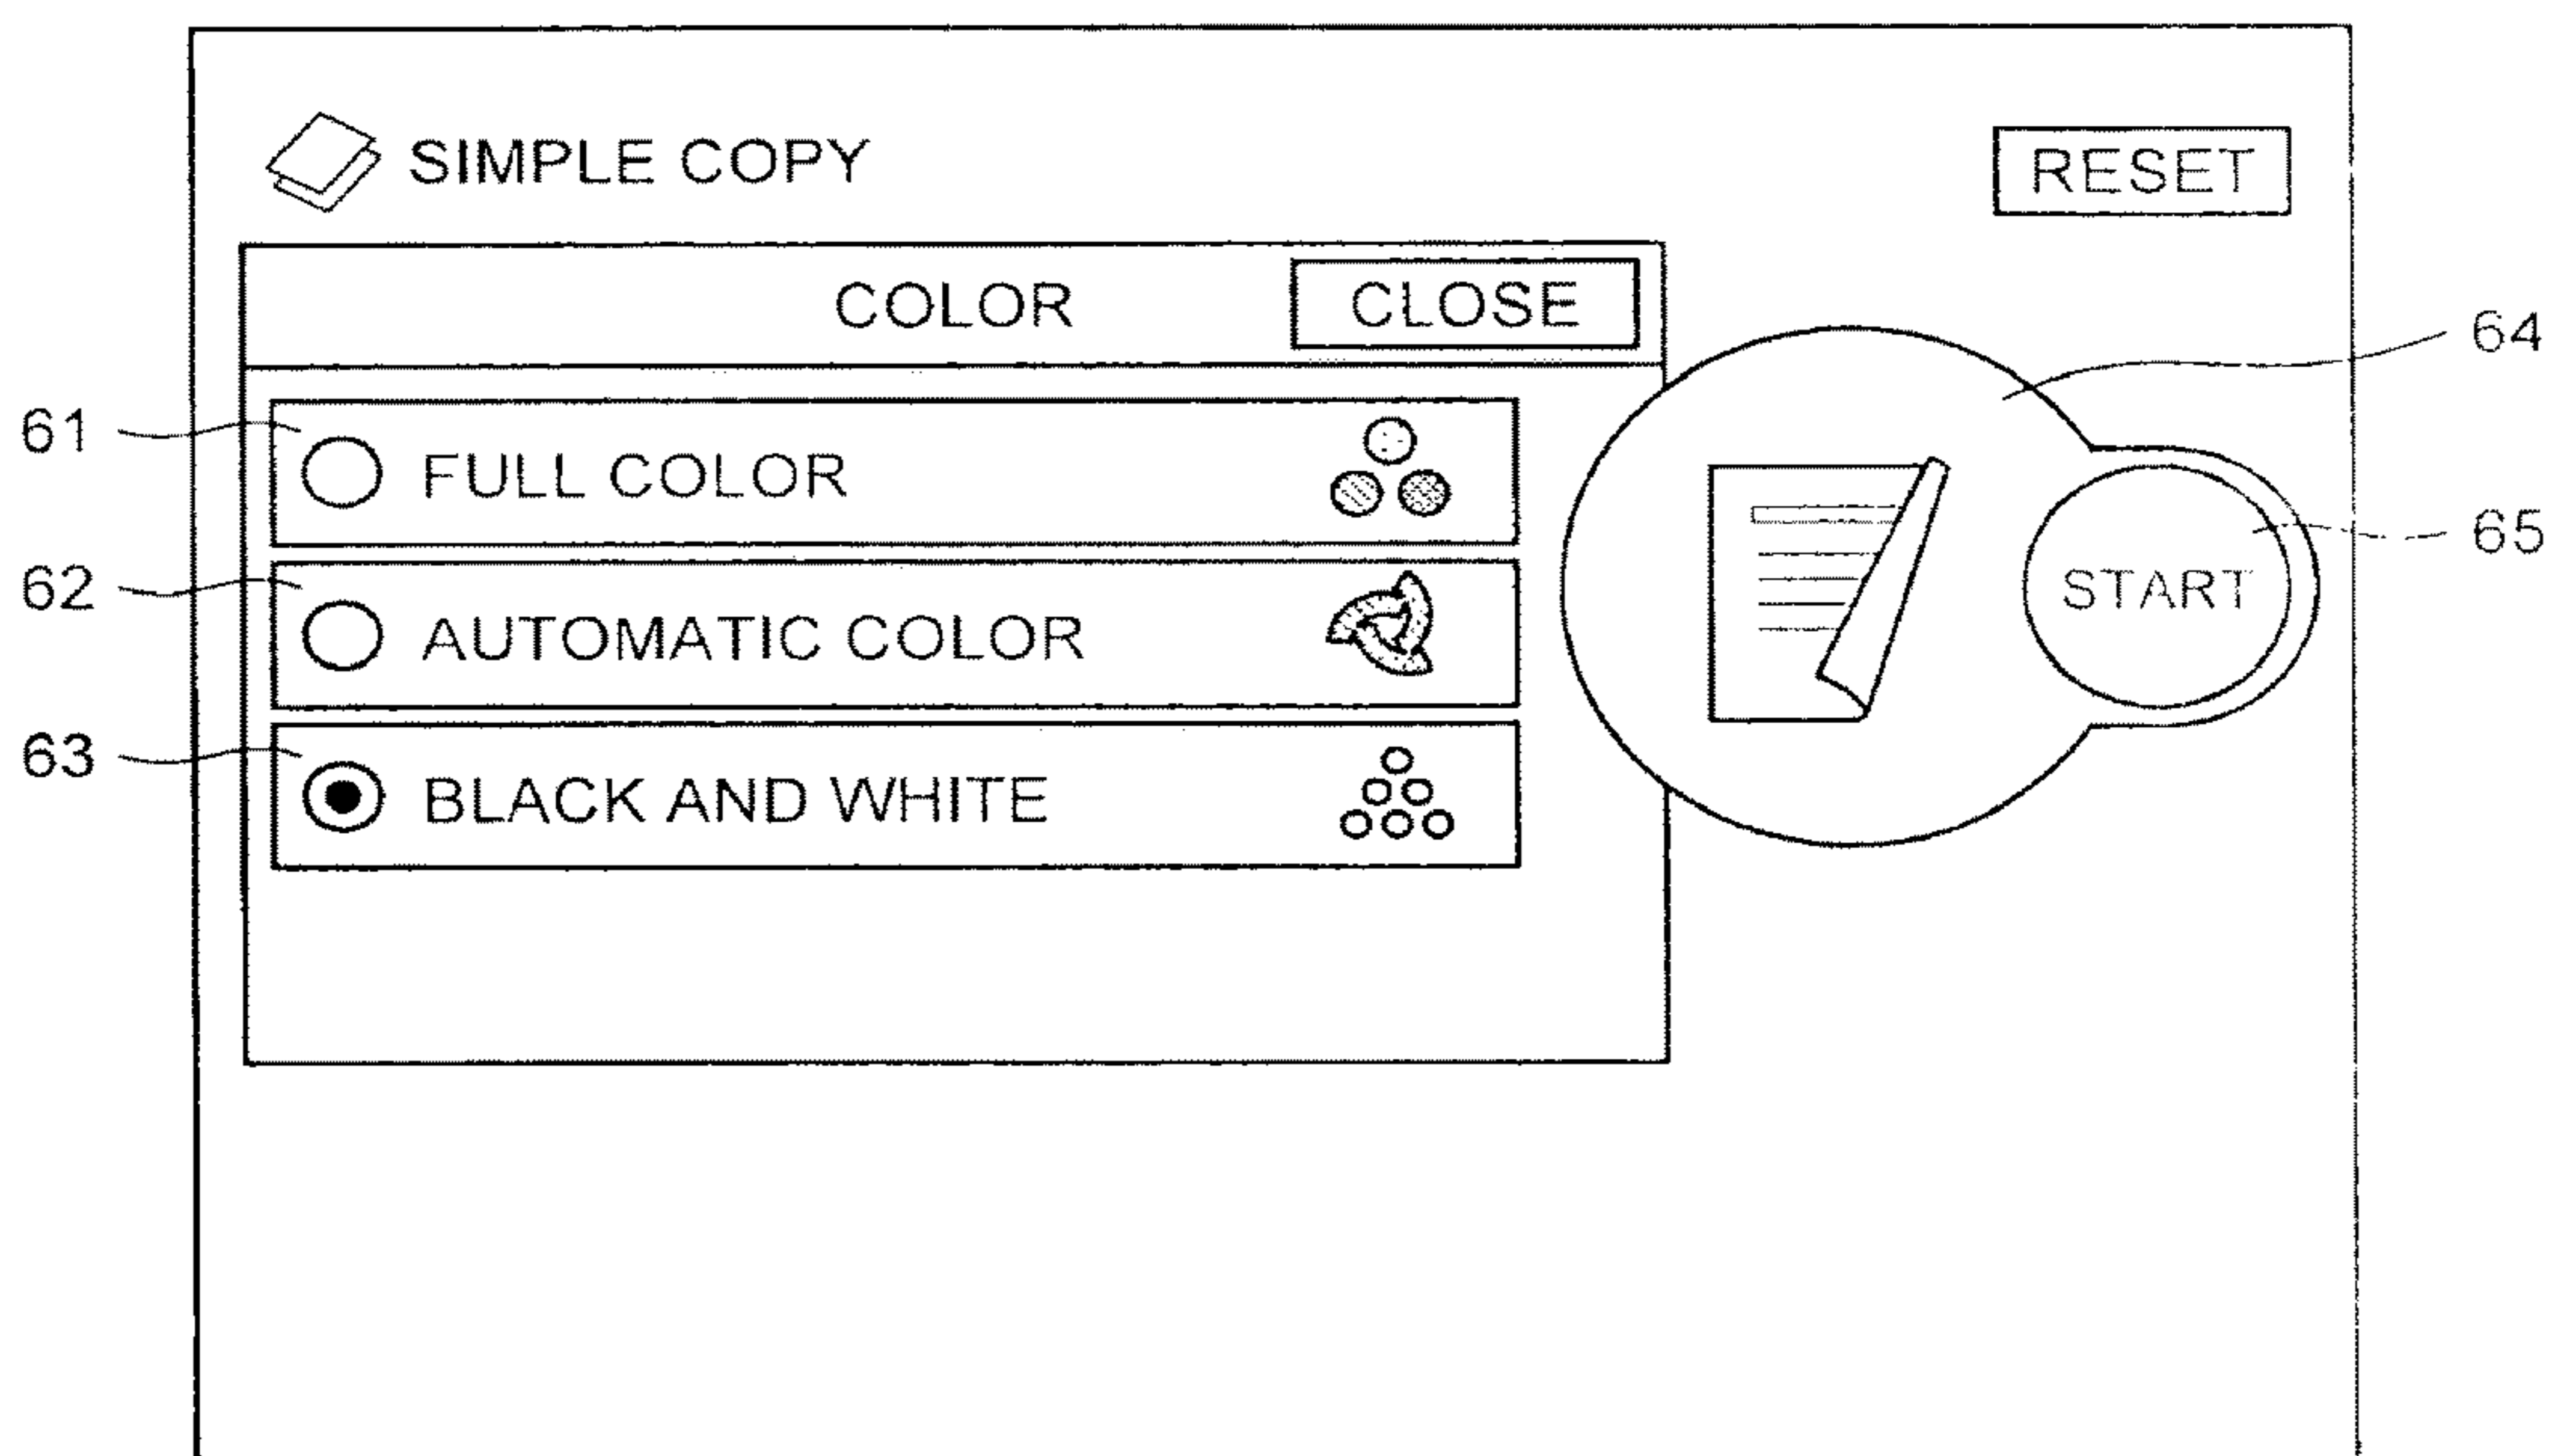 SIMPLE COPY
RESET
COLOR
CLOSE
64
61
FULL COLOR
65
START
62
AUTOMATIC COLOR
63
BLACK AND WHITE